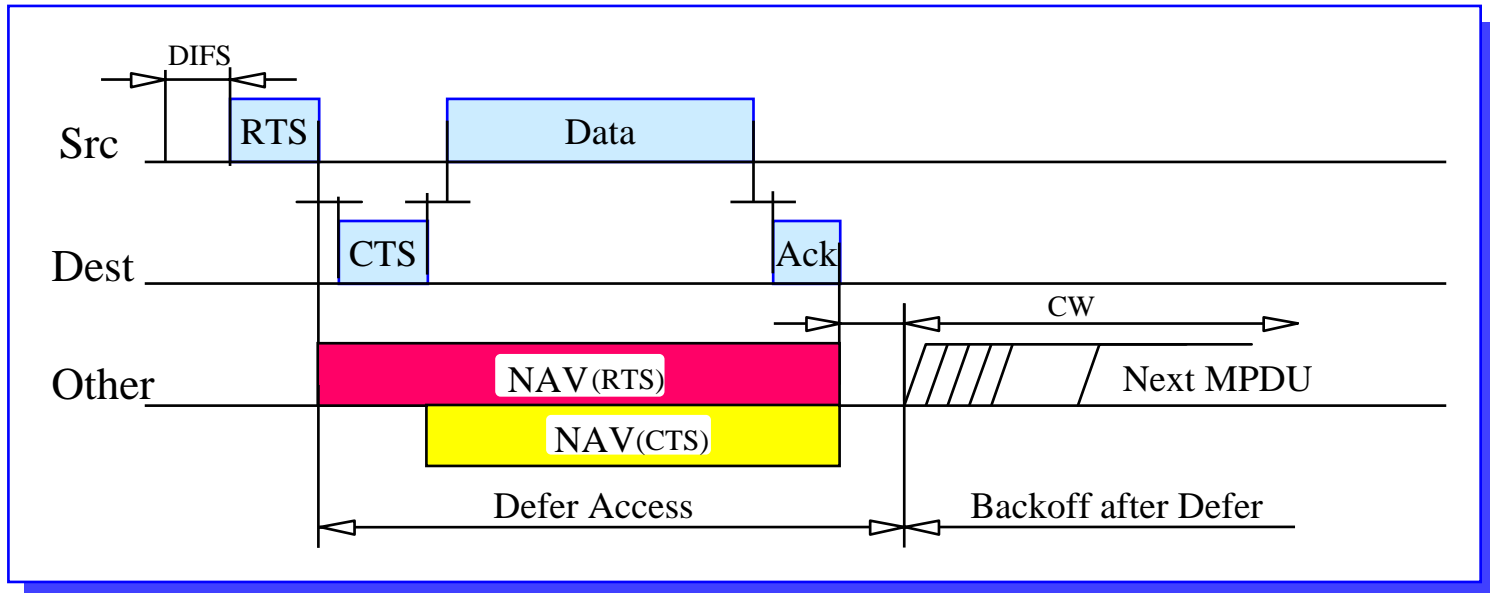 DIFS
Src
RTS
Data
Dest
CTS
Ack
CW
Other
NAV(RTS)
Next MPDU
NAV(CTS)
Defer Access
Backoff after Defer